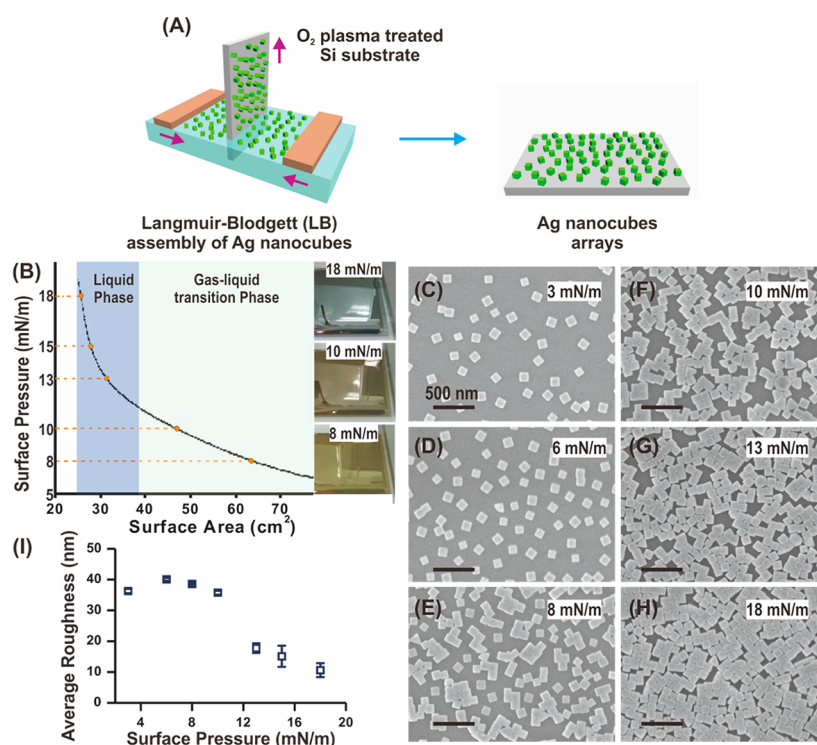 (A)
O₂ plasma treated
Si substrate
Langmuir-Blodgett (LB)
assembly of Ag nanocubes
Ag nanocubes
arrays
(B)
Surface Pressure (mN/m)
18
15
13
10
8
5
Liquid
Phase
Gas-liquid
transition Phase
20 30 40 50 60 70
Surface Area (cm²)
18 mN/m
10 mN/m
8 mN/m
(C)
3 mN/m
500 nm
(D)
6 mN/m
(E)
8 mN/m
(F)
10 mN/m
(G)
13 mN/m
(H)
18 mN/m
(I)
Average Roughness (nm)
50
40
30
20
10
0
4 8 12 16 20
Surface Pressure (mN/m)